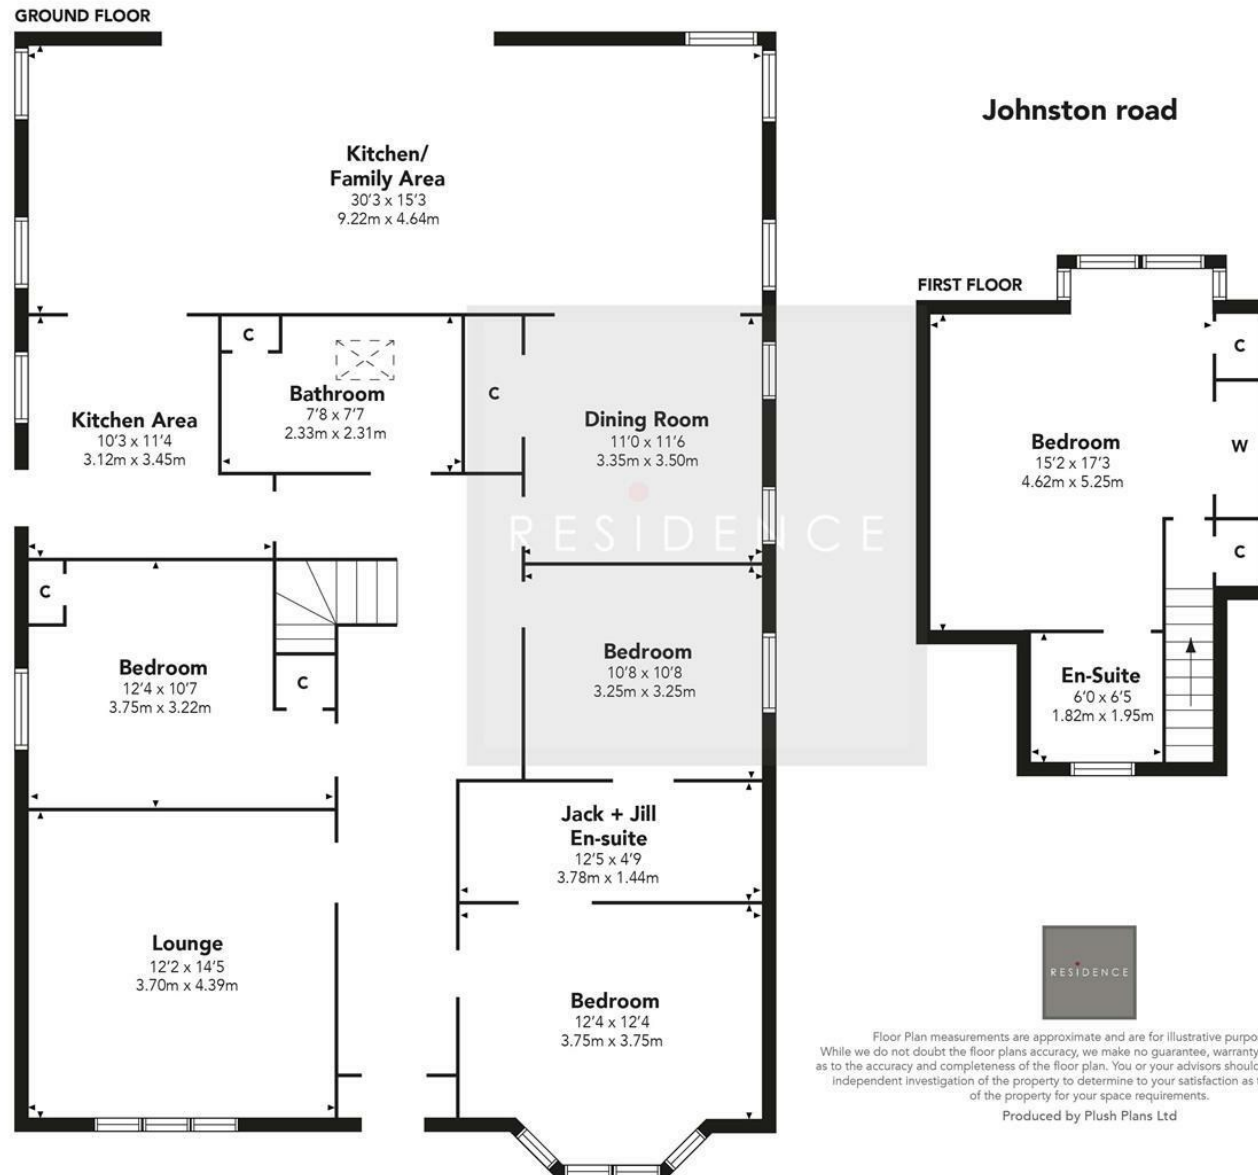 GROUND FLOOR
Johnston road
Kitchen/
Family Area
30'3 x 15'3
9.22m x 4.64m
FIRST FLOOR
C
C
Bathroom
7'8 x 7'7
2.33m x 2.31m
C
Kitchen Area
10'3 x 11'4
3.12m x 3.45m
Dining Room
11'0 x 11'6
3.35m x 3.50m
Bedroom
15'2 x 17'3
4.62m x 5.25m
W
RESIDENCE
C
C
Bedroom
12'4 x 10'7
3.75m x 3.22m
C
Bedroom
10'8 x 10'8
3.25m x 3.25m
En-Suite
6'0 x 6'5
1.82m x 1.95m
Jack + Jill
En-suite
12'5 x 4'9
3.78m x 1.44m
Lounge
12'2 x 14'5
3.70m x 4.39m
Bedroom
12'4 x 12'4
3.75m x 3.75m
RESIDENCE
Floor Plan measurements are approximate and are for illustrative purpo
While we do not doubt the floor plans accuracy, we make no guarantee, warranty
as to the accuracy and completeness of the floor plan. You or your advisors should
independent investigation of the property to determine to your satisfaction as t
of the property for your space requirements.
Produced by Plush Plans Ltd